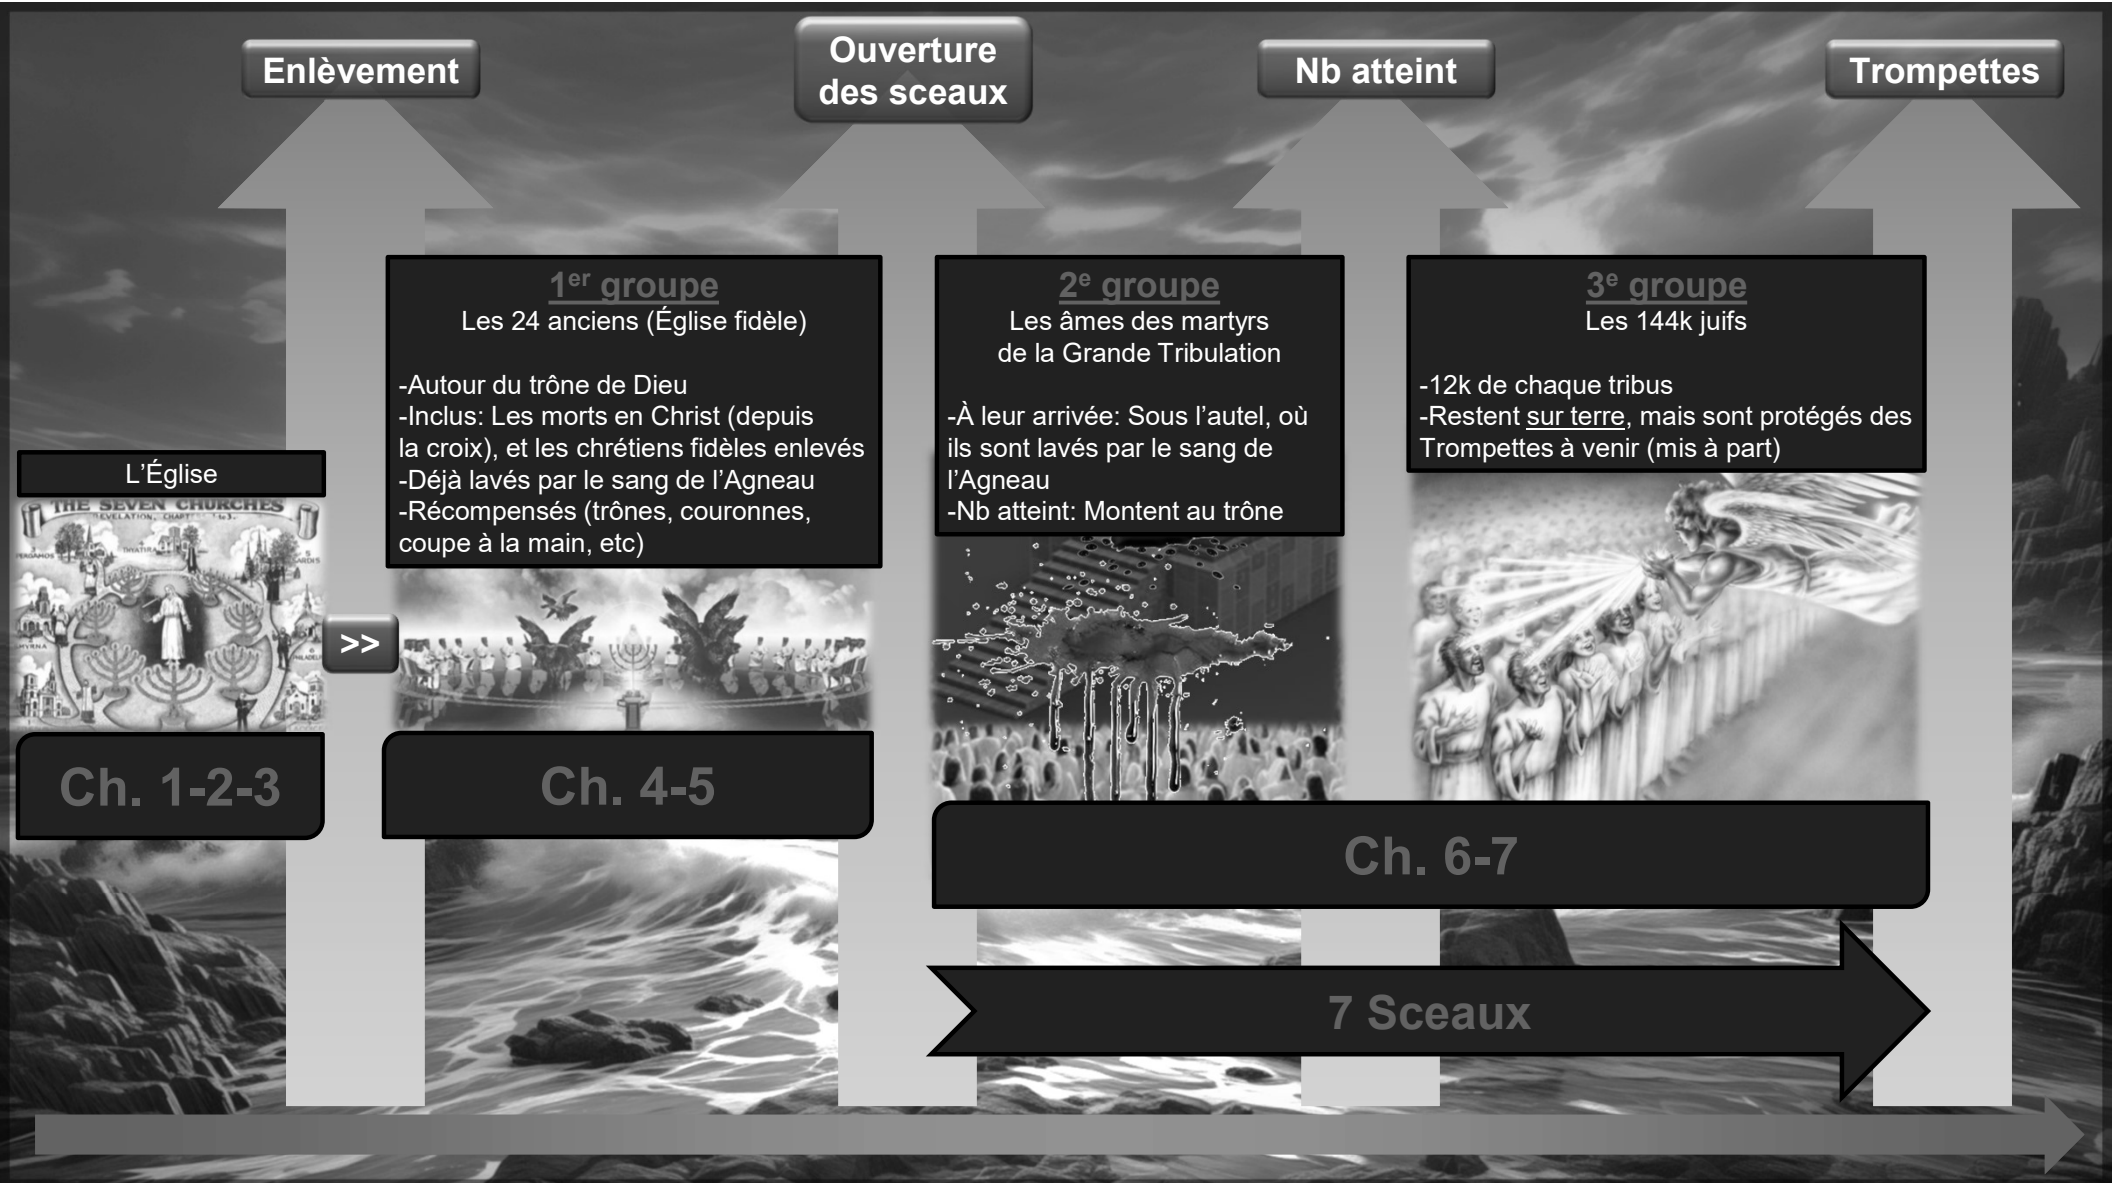 Enlèvement
Ouverture
des sceaux
Nb atteint
Trompettes
L’Église
THE SEVEN CHURCHES
PERGAMOS
THYATIRA
SARDIS
>>
Ch. 1-2-3
1er groupe
Les 24 anciens (Église fidèle)
-Autour du trône de Dieu
-Inclus: Les morts en Christ (depuis
la croix), et les chrétiens fidèles enlevés
-Déjà lavés par le sang de l’Agneau
-Récompensés (trônes, couronnes,
coupe à la main, etc)
Ch. 4-5
2e groupe
Les âmes des martyrs
de la Grande Tribulation
-À leur arrivée: Sous l’autel, où
ils sont lavés par le sang de
l’Agneau
-Nb atteint: Montent au trône
3e groupe
Les 144k juifs
-12k de chaque tribus
-Restent sur terre, mais sont protégés des
Trompettes à venir (mis à part)
Ch. 6-7
7 Sceaux